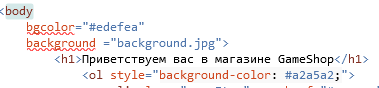 <body
bgcolor="#edefea"
background ="background.jpg">
<h1>Приветствуем вас в магазине GameShop</h1>
<ol style="background-color: #a2a5a2;">